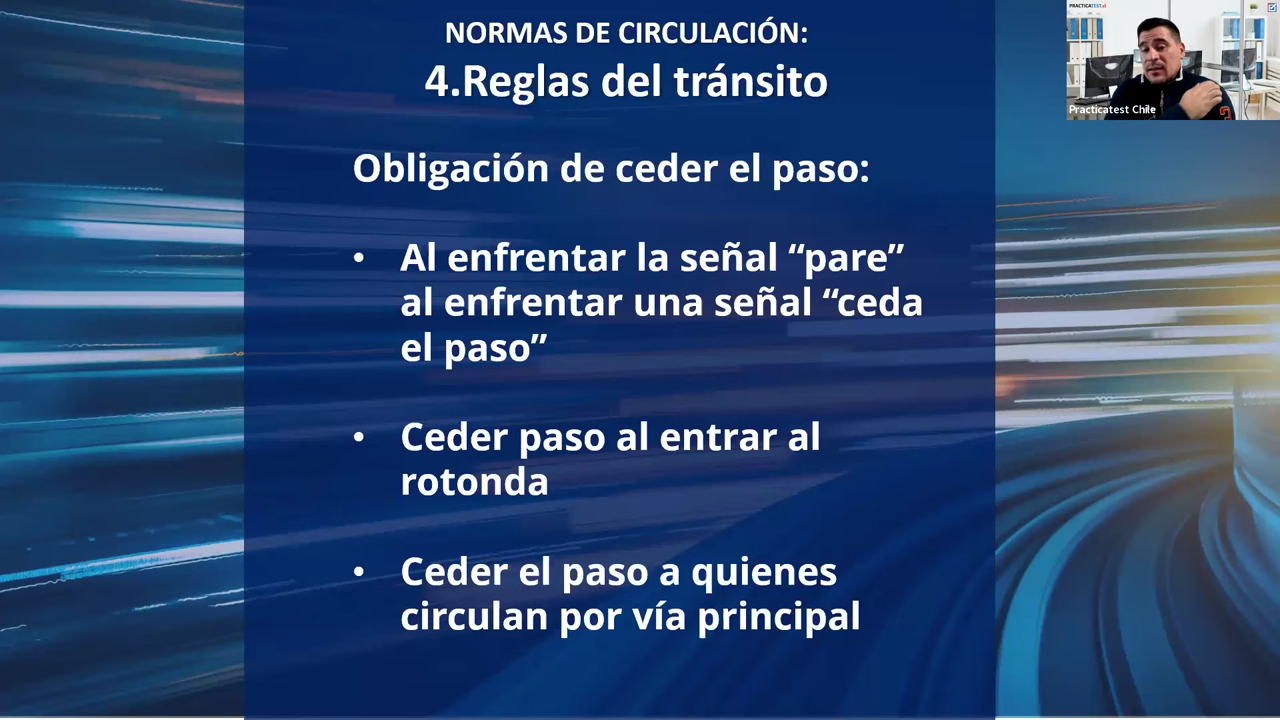 NORMAS DE CIRCULACIÓN:
4.Reglas del tránsito
Obligación de ceder el paso:
• Al enfrentar la señal “pare”
al enfrentar una señal “ceda
el paso”
• Ceder paso al entrar al
rotonda
• Ceder el paso a quienes
circulan por vía principal
PRACTICATEST.cl
Practicatest Chile